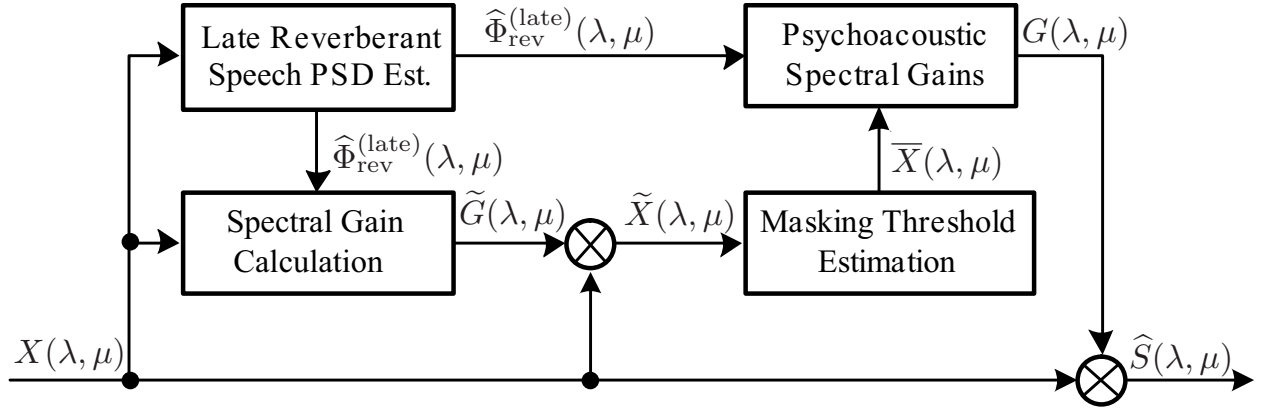 Late Reverberant
Speech PSD Est.
Φ̂_rev^(late)(λ, μ)
Psychoacoustic
Spectral Gains
G(λ, μ)
Φ̂_rev^(late)(λ, μ)
X̅(λ, μ)
Spectral Gain
Calculation
G̃(λ, μ)
X̃(λ, μ)
Masking Threshold
Estimation
X(λ, μ)
Ŝ(λ, μ)